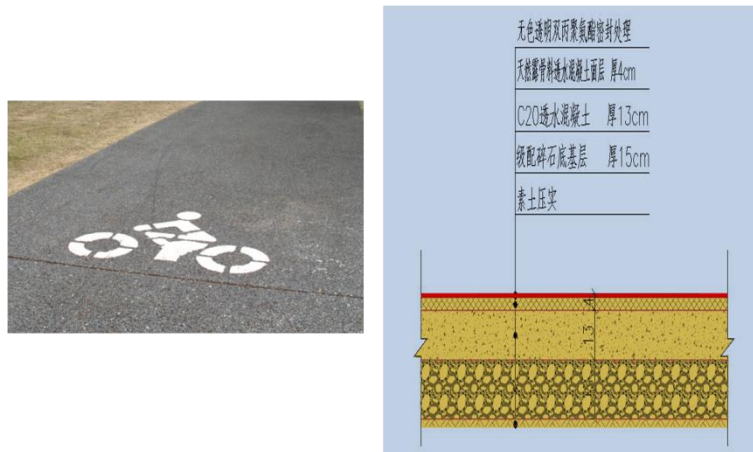 无色透明双丙聚氨酯密封处理
天然露骨料透水混凝土面层 厚4cm
C20透水混凝土 厚13cm
级配碎石底基层 厚15cm
素土压实
4
13